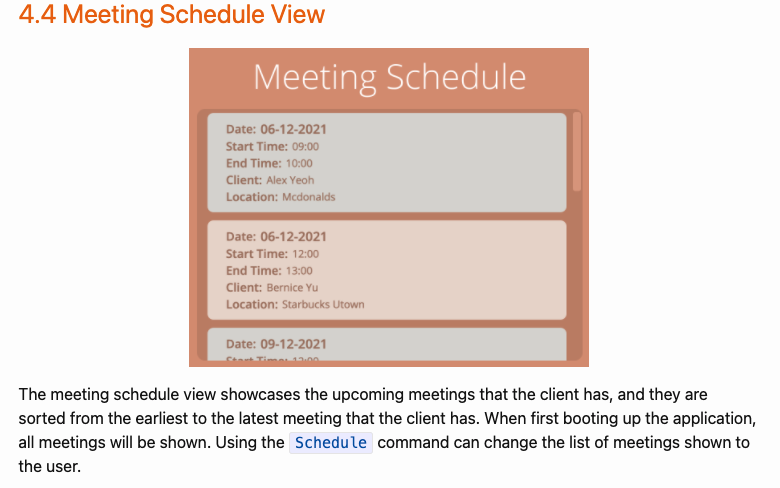 4.4 Meeting Schedule View
Meeting Schedule
Date: 06-12-2021
Start Time: 09:00
End Time: 10:00
Client: Alex Yeoh
Location: Mcdonalds
Date: 06-12-2021
Start Time: 12:00
End Time: 13:00
Client: Bernice Yu
Location: Starbucks Utown
Date: 09-12-2021
Start Time: 12:00
The meeting schedule view showcases the upcoming meetings that the client has, and they are
sorted from the earliest to the latest meeting that the client has. When first booting up the application,
all meetings will be shown. Using the Schedule command can change the list of meetings shown to
the user.